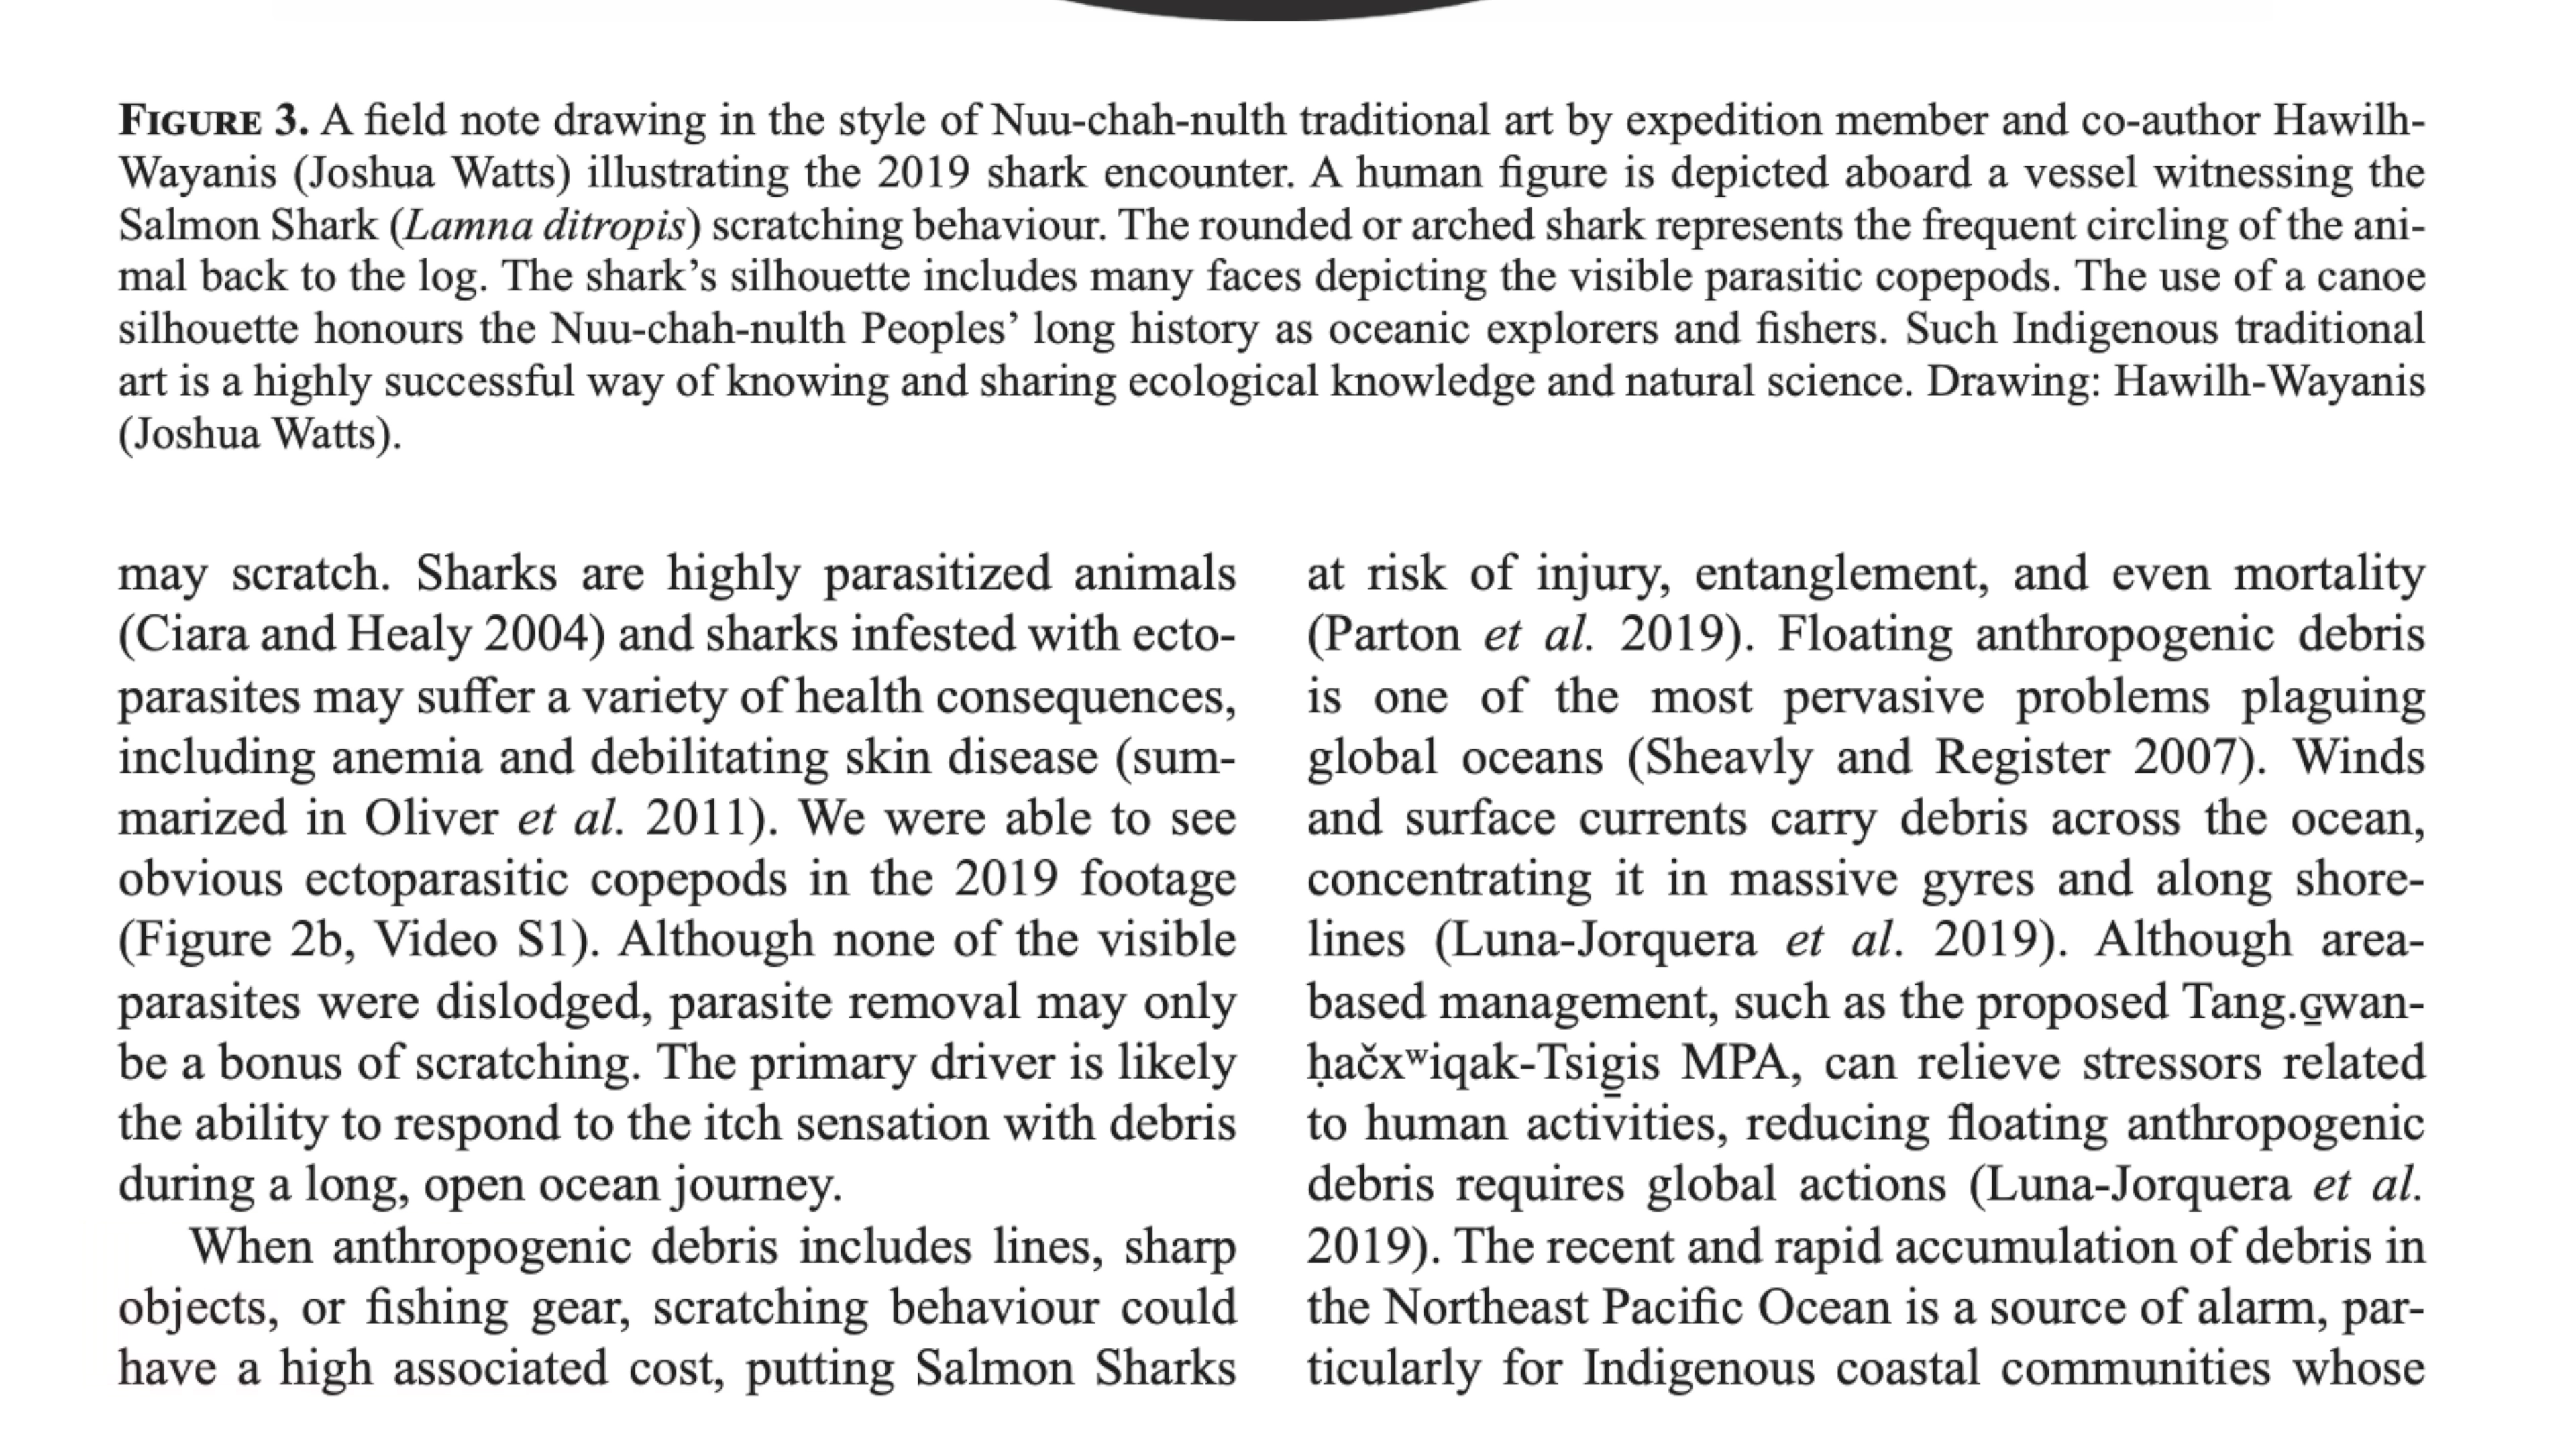 FIGURE 3. A field note drawing in the style of Nuu-chah-nulth traditional art by expedition member and co-author Hawilh-
Wayanis (Joshua Watts) illustrating the 2019 shark encounter. A human figure is depicted aboard a vessel witnessing the
Salmon Shark (Lamna ditropis) scratching behaviour. The rounded or arched shark represents the frequent circling of the ani-
mal back to the log. The shark’s silhouette includes many faces depicting the visible parasitic copepods. The use of a canoe
silhouette honours the Nuu-chah-nulth Peoples’ long history as oceanic explorers and fishers. Such Indigenous traditional
art is a highly successful way of knowing and sharing ecological knowledge and natural science. Drawing: Hawilh-Wayanis
(Joshua Watts).
may scratch. Sharks are highly parasitized animals
(Ciara and Healy 2004) and sharks infested with ecto-
parasites may suffer a variety of health consequences,
including anemia and debilitating skin disease (sum-
marized in Oliver et al. 2011). We were able to see
obvious ectoparasitic copepods in the 2019 footage
(Figure 2b, Video S1). Although none of the visible
parasites were dislodged, parasite removal may only
be a bonus of scratching. The primary driver is likely
the ability to respond to the itch sensation with debris
during a long, open ocean journey.
When anthropogenic debris includes lines, sharp
objects, or fishing gear, scratching behaviour could
have a high associated cost, putting Salmon Sharks
at risk of injury, entanglement, and even mortality
(Parton et al. 2019). Floating anthropogenic debris
is one of the most pervasive problems plaguing
global oceans (Sheavly and Register 2007). Winds
and surface currents carry debris across the ocean,
concentrating it in massive gyres and along shore-
lines (Luna-Jorquera et al. 2019). Although area-
based management, such as the proposed Tang.ɢ̱wan-
ḥačxʷiqak-Tsig̱is MPA, can relieve stressors related
to human activities, reducing floating anthropogenic
debris requires global actions (Luna-Jorquera et al.
2019). The recent and rapid accumulation of debris in
the Northeast Pacific Ocean is a source of alarm, par-
ticularly for Indigenous coastal communities whose